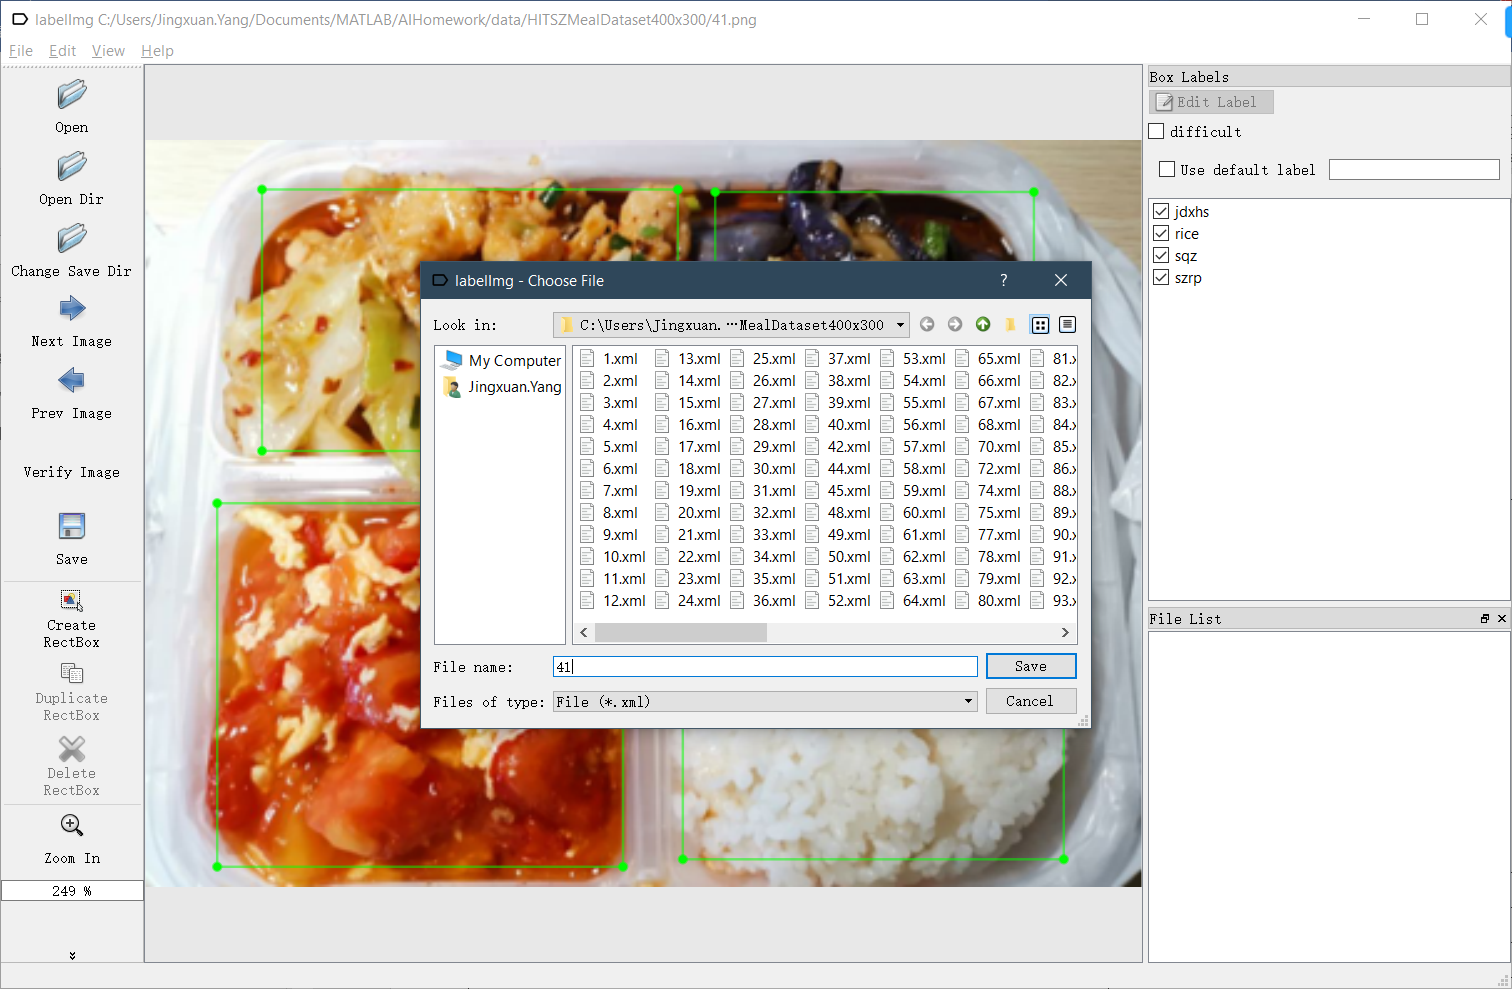 labelImg C:/Users/Jingxuan.Yang/Documents/MATLAB/AIHomework/data/HITSZMealDataset400x300/41.png
File Edit View Help
Open
Open Dir
Change Save Dir
Next Image
Prev Image
Verify Image
Save
Create
RectBox
Duplicate
RectBox
Delete
RectBox
Zoom In
249 %
labelImg - Choose File
Look in: C:\Users\Jingxuan.⋯MealDataset400x300
My Computer
Jingxuan.Yang
1.xml 13.xml 25.xml 37.xml 53.xml 65.xml 81.x
2.xml 14.xml 26.xml 38.xml 54.xml 66.xml 82.x
3.xml 15.xml 27.xml 39.xml 55.xml 67.xml 83.x
4.xml 16.xml 28.xml 40.xml 56.xml 68.xml 84.x
5.xml 17.xml 29.xml 42.xml 57.xml 70.xml 85.x
6.xml 18.xml 30.xml 44.xml 58.xml 72.xml 86.x
7.xml 19.xml 31.xml 45.xml 59.xml 74.xml 88.x
8.xml 20.xml 32.xml 48.xml 60.xml 75.xml 89.x
9.xml 21.xml 33.xml 49.xml 61.xml 77.xml 90.x
10.xml 22.xml 34.xml 50.xml 62.xml 78.xml 91.x
11.xml 23.xml 35.xml 51.xml 63.xml 79.xml 92.x
12.xml 24.xml 36.xml 52.xml 64.xml 80.xml 93.x
File name: 41 Save
Files of type: File (*.xml) Cancel
Box Labels
Edit Label
difficult
Use default label
jdxhs
rice
sqz
szrp
File List